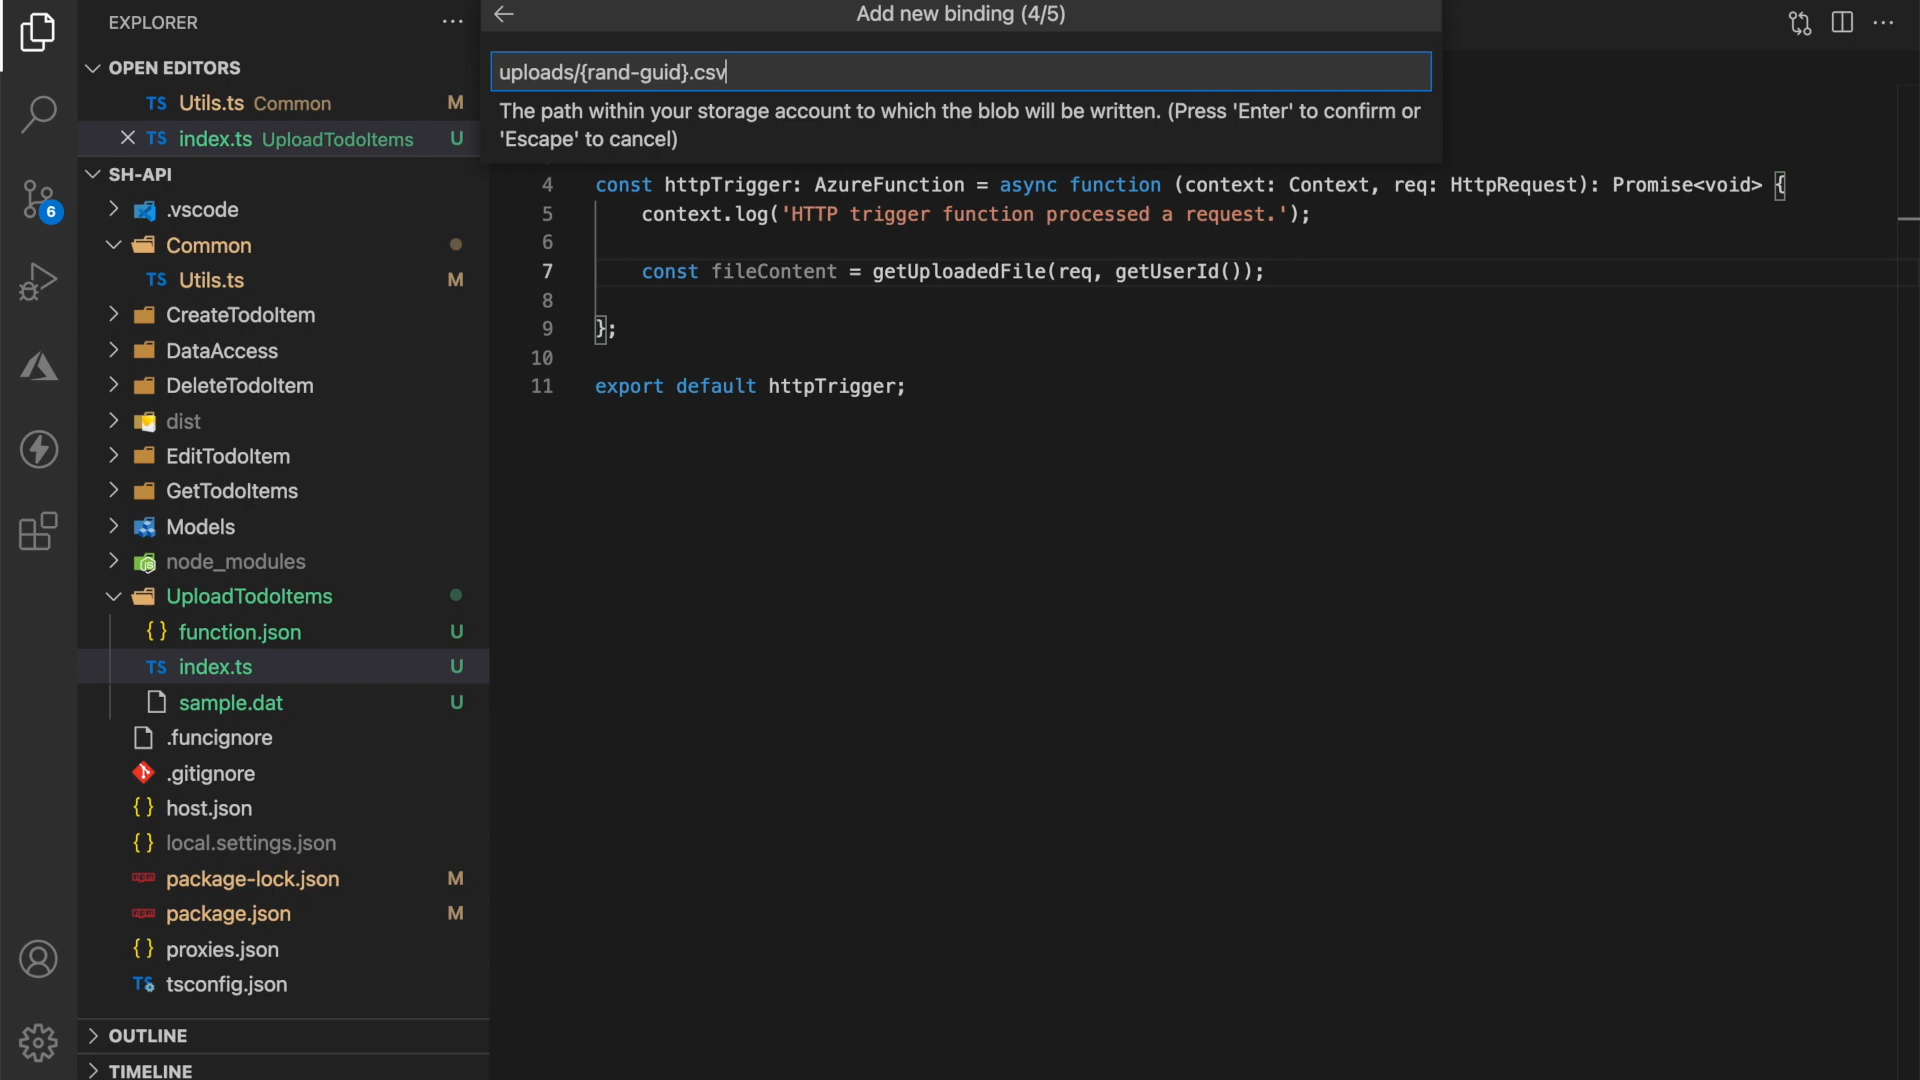 EXPLORER
OPEN EDITORS
TS Utils.ts Common M
TS index.ts UploadTodoItems U
SH-API
.vscode
Common
TS Utils.ts M
CreateTodoItem
DataAccess
DeleteTodoItem
dist
EditTodoItem
GetTodoItems
Models
node_modules
UploadTodoItems
{} function.json U
TS index.ts U
sample.dat U
.funcignore
.gitignore
{} host.json
{} local.settings.json
npm package-lock.json M
npm package.json M
{} proxies.json
TS tsconfig.json
OUTLINE
TIMELINE
6
Add new binding (4/5)
uploads/{rand-guid}.csv
The path within your storage account to which the blob will be written. (Press 'Enter' to confirm or
'Escape' to cancel)
4 const httpTrigger: AzureFunction = async function (context: Context, req: HttpRequest): Promise<void> {
5 context.log('HTTP trigger function processed a request.');
6
7 const fileContent = getUploadedFile(req, getUserId());
8
9 };
10
11 export default httpTrigger;